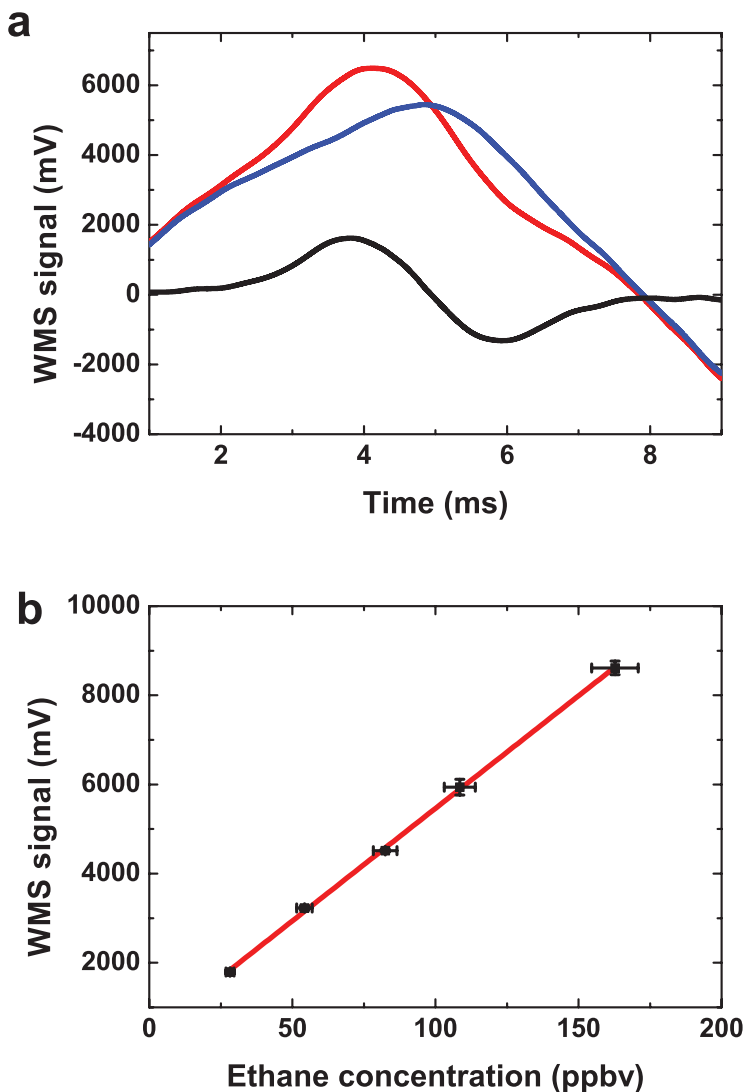 a
6000
4000
2000
0
-2000
-4000
WMS signal (mV)
2 4 6 8
Time (ms)
b
10000
8000
6000
4000
2000
WMS signal (mV)
0 50 100 150 200
Ethane concentration (ppbv)